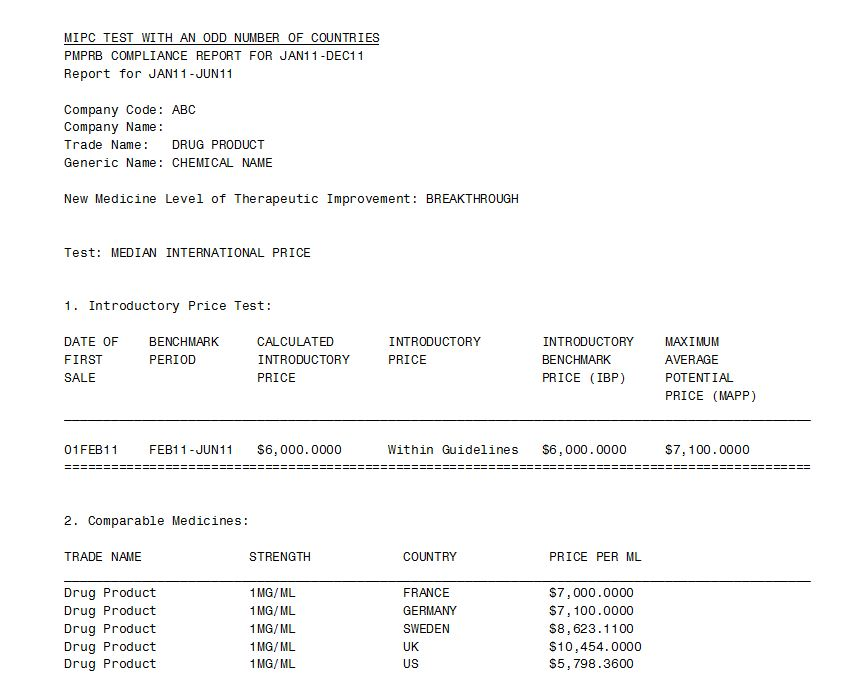 MIPC TEST WITH AN ODD NUMBER OF COUNTRIES
PMPRB COMPLIANCE REPORT FOR JAN11-DEC11
Report for JAN11-JUN11
Company Code: ABC
Company Name:
Trade Name: DRUG PRODUCT
Generic Name: CHEMICAL NAME
New Medicine Level of Therapeutic Improvement: BREAKTHROUGH
Test: MEDIAN INTERNATIONAL PRICE
1. Introductory Price Test:
DATE OF BENCHMARK CALCULATED INTRODUCTORY INTRODUCTORY MAXIMUM
FIRST PERIOD INTRODUCTORY PRICE BENCHMARK AVERAGE
SALE PRICE PRICE (IBP) POTENTIAL
PRICE (MAPP)
01FEB11 FEB11-JUN11 $6,000.0000 Within Guidelines $6,000.0000 $7,100.0000
2. Comparable Medicines:
TRADE NAME STRENGTH COUNTRY PRICE PER ML
Drug Product 1MG/ML FRANCE $7,000.0000
Drug Product 1MG/ML GERMANY $7,100.0000
Drug Product 1MG/ML SWEDEN $8,623.1100
Drug Product 1MG/ML UK $10,454.0000
Drug Product 1MG/ML US $5,798.3600